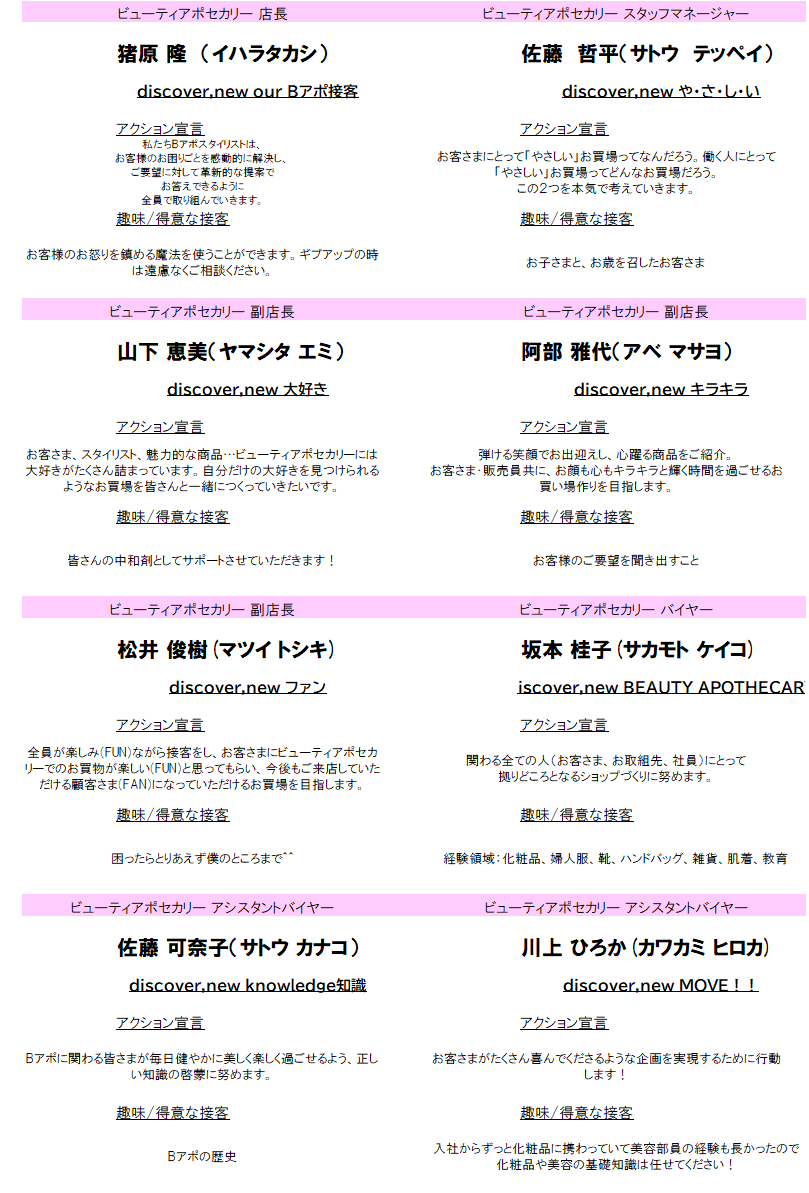 ビューティアポセカリー 店長
猪原 隆 （イハラタカシ）
discover,new our Bアポ接客
アクション宣言
私たちBアポスタイリストは、
お客様のお困りごとを感動的に解決し、
ご要望に対して革新的な提案で
お答えできるように
全員で取り組んでいきます。
趣味/得意な接客
お客様のお怒りを鎮める魔法を使うことができます。ギブアップの時
は遠慮なくご相談ください。
ビューティアポセカリー スタッフマネージャー
佐藤 哲平（サトウ テッペイ）
discover,new や・さ・し・い
アクション宣言
お客さまにとって「やさしい」お買場ってなんだろう。働く人にとって
「やさしい」お買場ってどんなお買場だろう。
この２つを本気で考えていきます。
趣味/得意な接客
お子さまと、お歳を召したお客さま
ビューティアポセカリー 副店長
山下 恵美（ヤマシタ エミ）
discover,new 大好き
アクション宣言
お客さま、スタイリスト、魅力的な商品…ビューティアポセカリーには
大好きがたくさん詰まっています。自分だけの大好きを見つけられる
ようなお買場を皆さんと一緒につくっていきたいです。
趣味/得意な接客
皆さんの中和剤としてサポートさせていただきます！
ビューティアポセカリー 副店長
阿部 雅代（アベ マサヨ）
discover,new キラキラ
アクション宣言
弾ける笑顔でお出迎えし、心躍る商品をご紹介。
お客さま・販売員共に、お顔も心もキラキラと輝く時間を過ごせるお
買い場作りを目指します。
趣味/得意な接客
お客様のご要望を聞き出すこと
ビューティアポセカリー 副店長
松井 俊樹(マツイトシキ)
discover,new ファン
アクション宣言
全員が楽しみ(FUN)ながら接客をし、お客さまにビューティアポセカ
リーでのお買物が楽しい(FUN)と思ってもらい、今後もご来店していた
だける顧客さま(FAN)になっていただけるお買場を目指します。
趣味/得意な接客
困ったらとりあえず僕のところまで^^
ビューティアポセカリー バイヤー
坂本 桂子(サカモト ケイコ)
iscover,new BEAUTY APOTHECAR
アクション宣言
関わる全ての人（お客さま、お取組先、社員）にとって
拠りどころとなるショップづくりに努めます。
趣味/得意な接客
経験領域：化粧品、婦人服、靴、ハンドバッグ、雑貨、肌着、教育
ビューティアポセカリー アシスタントバイヤー
佐藤 可奈子（サトウ カナコ）
discover,new knowledge知識
アクション宣言
Bアポに関わる皆さまが毎日健やかに美しく楽しく過ごせるよう、正し
い知識の啓蒙に努めます。
趣味/得意な接客
Bアポの歴史
ビューティアポセカリー アシスタントバイヤー
川上 ひろか(カワカミ ヒロカ)
discover,new MOVE！！
アクション宣言
お客さまがたくさん喜んでくださるような企画を実現するために行動
します！
趣味/得意な接客
入社からずっと化粧品に携わっていて美容部員の経験も長かったので
化粧品や美容の基礎知識は任せてください！